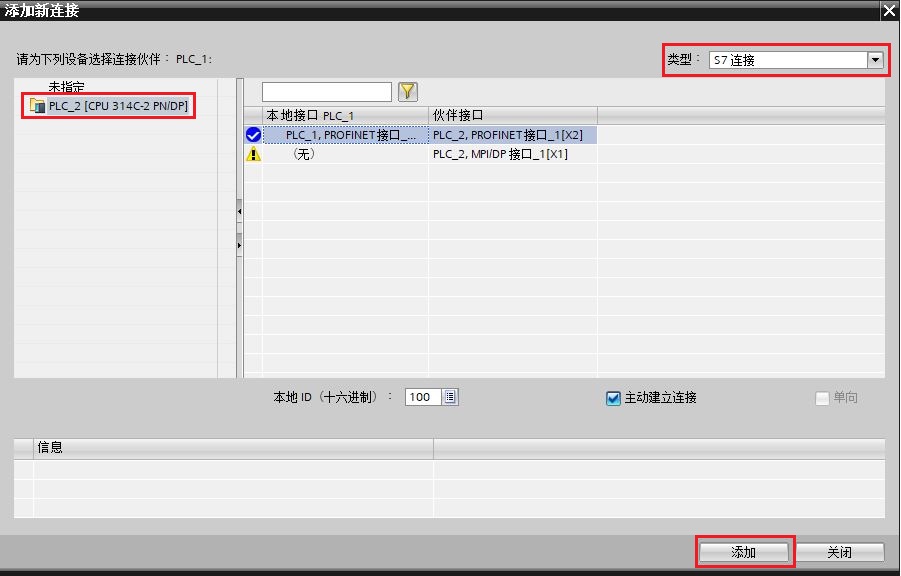 添加新连接
请为下列设备选择连接伙伴： PLC_1:
类型： S7 连接
未指定
PLC_2 [CPU 314C-2 PN/DP]
本地接口 PLC_1 伙伴接口
PLC_1, PROFINET接口_... PLC_2, PROFINET接口_1[X2]
（无） PLC_2, MPI/DP 接口_1[X1]
本地 ID（十六进制）： 100 主动建立连接 单向
信息
添加 关闭